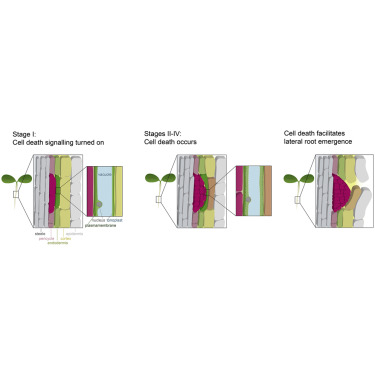 Stage I:
Cell death signalling turned on
Stages II-IV:
Cell death occurs
Cell death facilitates
lateral root emergence
vacuole
nucleus tonoplast
plasmamembrane
stele
pericycle
endodermis
cortex
epidermis